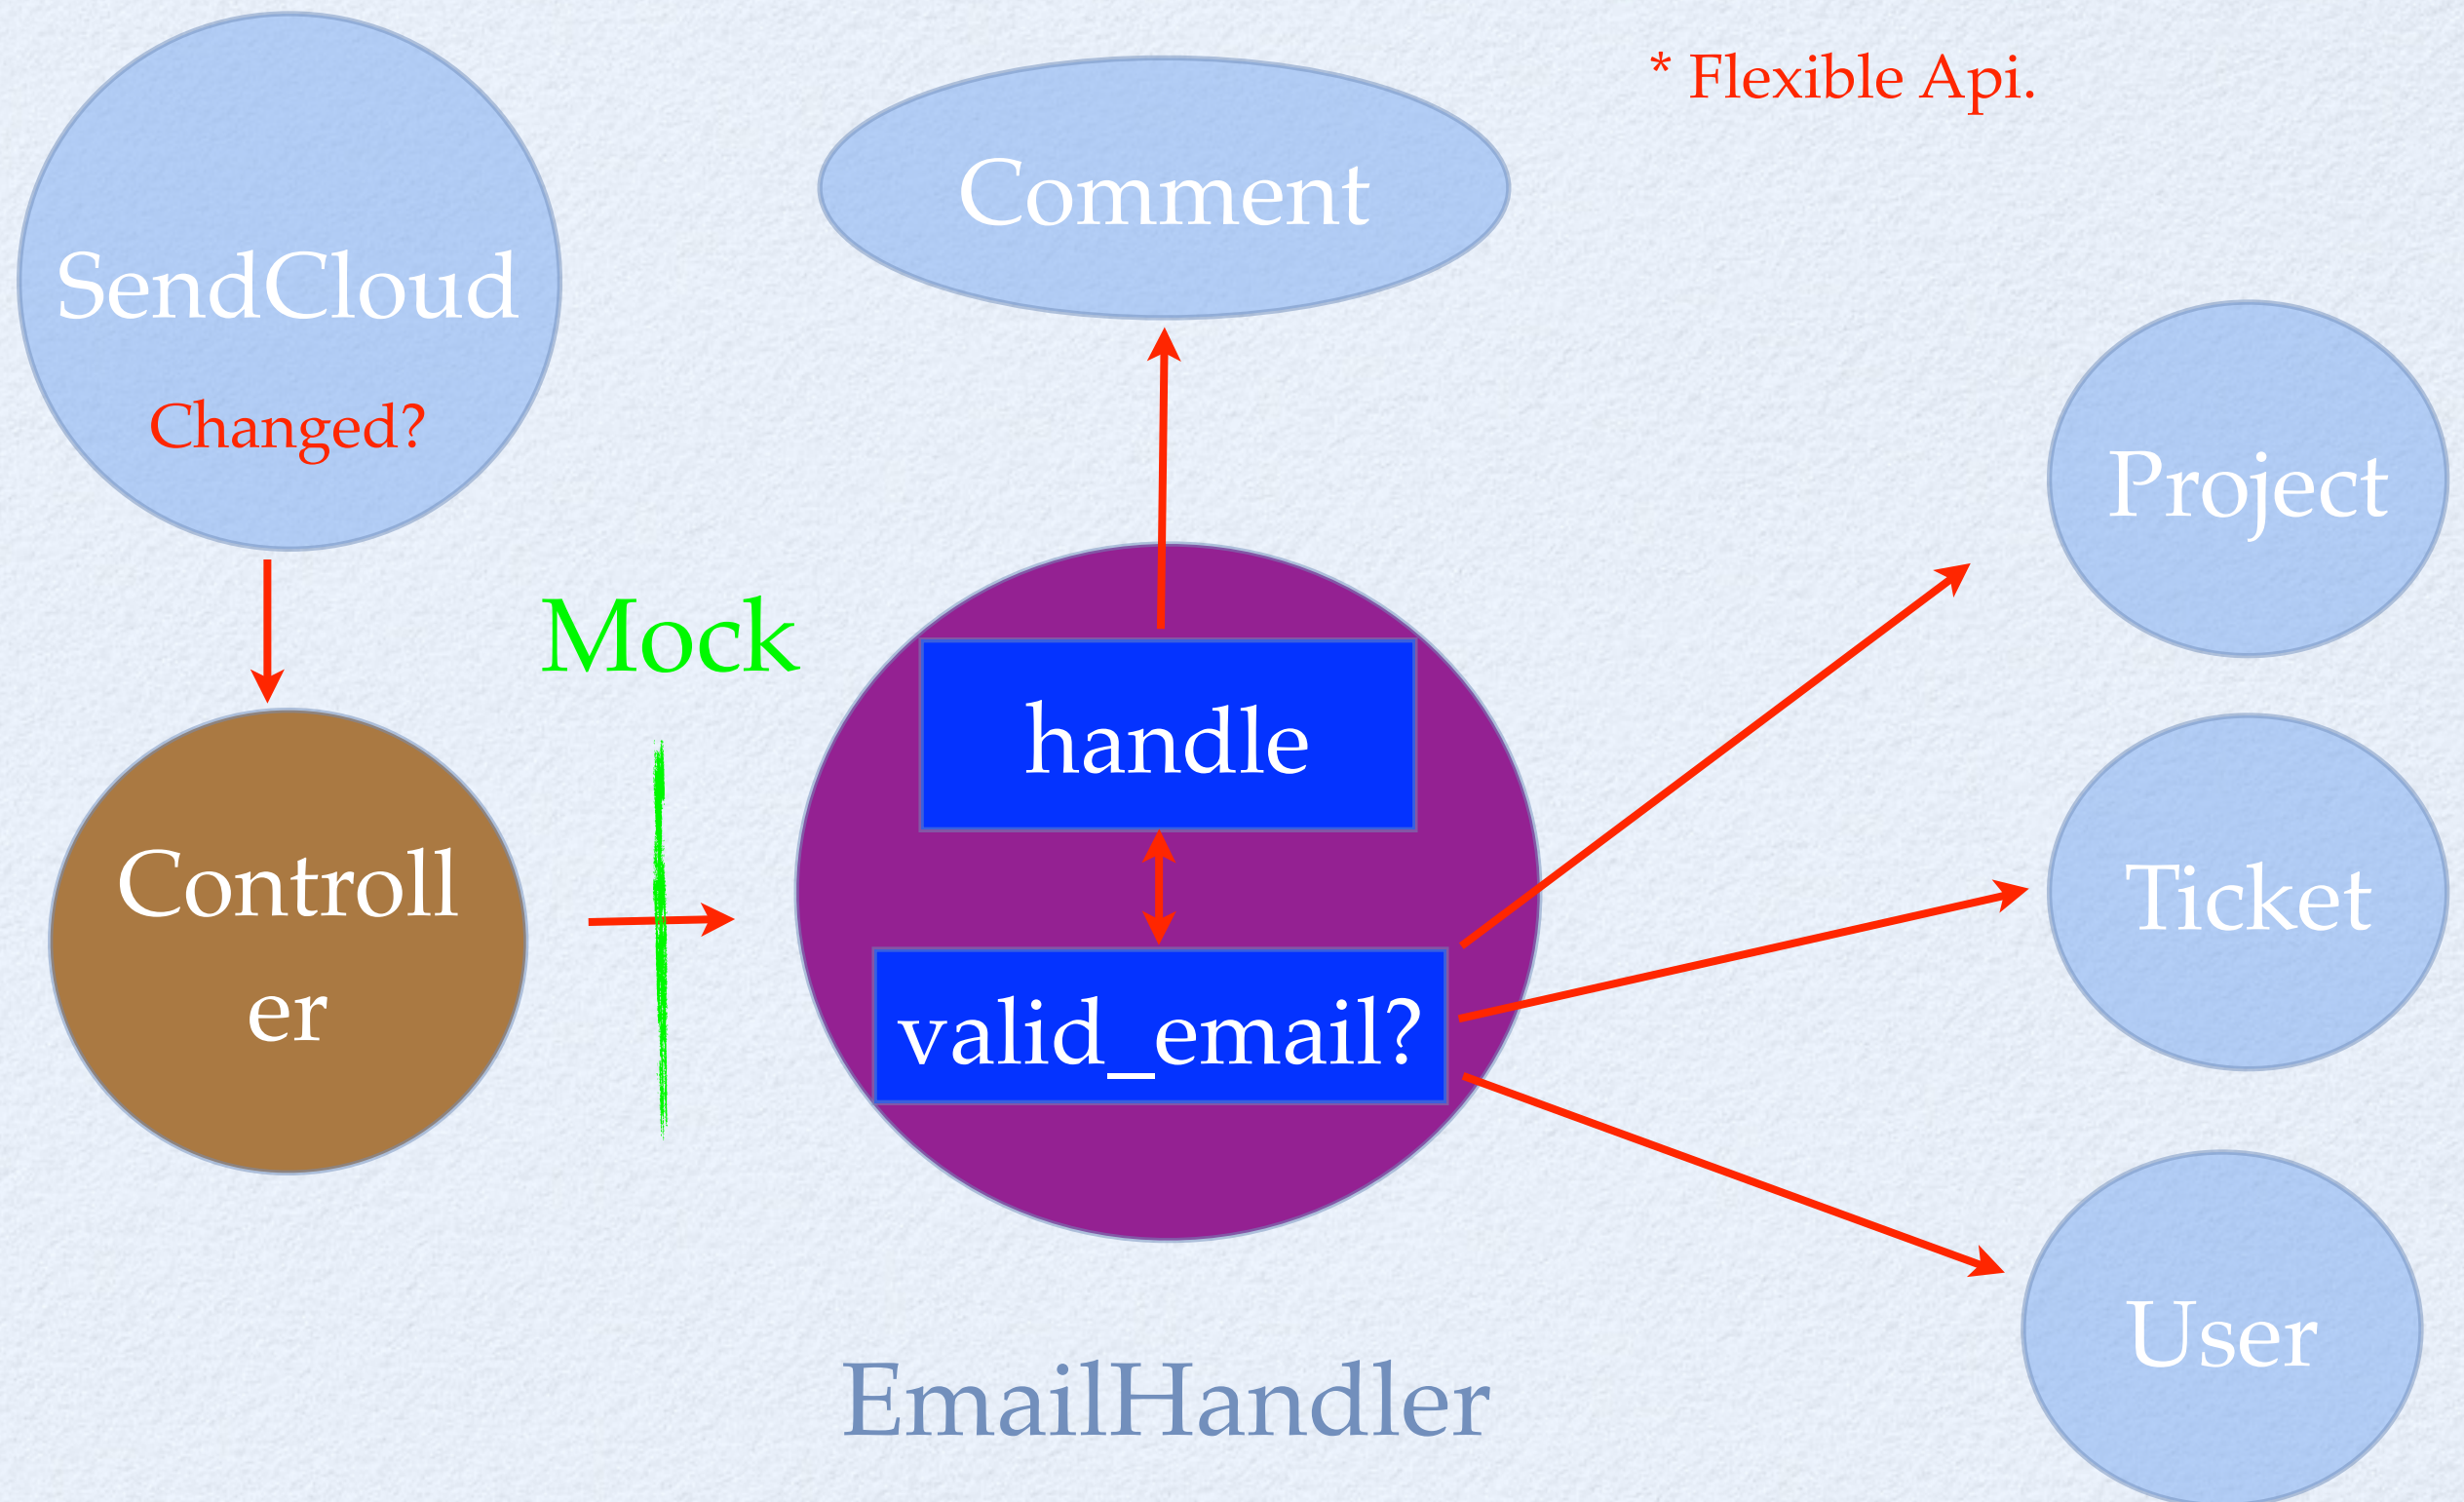 * Flexible Api.
Comment
SendCloud
Changed?
Project
Mock
handle
Controll
er
Ticket
valid_email?
User
EmailHandler